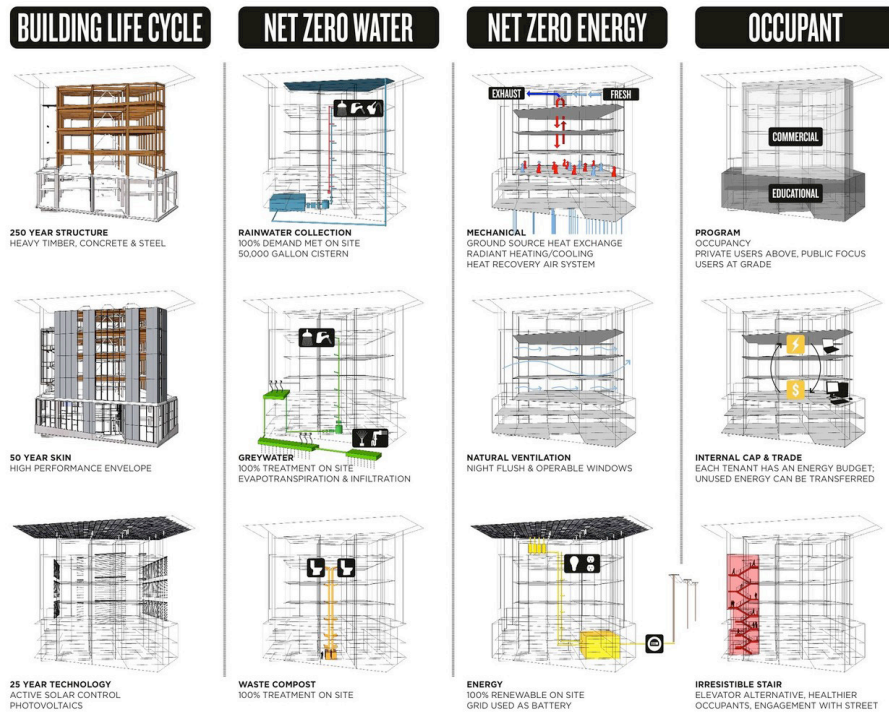 BUILDING LIFE CYCLE
NET ZERO WATER
NET ZERO ENERGY
OCCUPANT
250 YEAR STRUCTURE
HEAVY TIMBER, CONCRETE & STEEL
RAINWATER COLLECTION
100% DEMAND MET ON SITE
50,000 GALLON CISTERN
EXHAUST
FRESH
MECHANICAL
GROUND SOURCE HEAT EXCHANGE
RADIANT HEATING/COOLING
HEAT RECOVERY AIR SYSTEM
COMMERCIAL
EDUCATIONAL
PROGRAM
OCCUPANCY
PRIVATE USERS ABOVE, PUBLIC FOCUS
USERS AT GRADE
50 YEAR SKIN
HIGH PERFORMANCE ENVELOPE
GREYWATER
100% TREATMENT ON SITE
EVAPOTRANSPIRATION & INFILTRATION
NATURAL VENTILATION
NIGHT FLUSH & OPERABLE WINDOWS
$
INTERNAL CAP & TRADE
EACH TENANT HAS AN ENERGY BUDGET;
UNUSED ENERGY CAN BE TRANSFERRED
25 YEAR TECHNOLOGY
ACTIVE SOLAR CONTROL
PHOTOVOLTAICS
WASTE COMPOST
100% TREATMENT ON SITE
ENERGY
100% RENEWABLE ON SITE
GRID USED AS BATTERY
IRRESISTIBLE STAIR
ELEVATOR ALTERNATIVE, HEALTHIER
OCCUPANTS, ENGAGEMENT WITH STREET